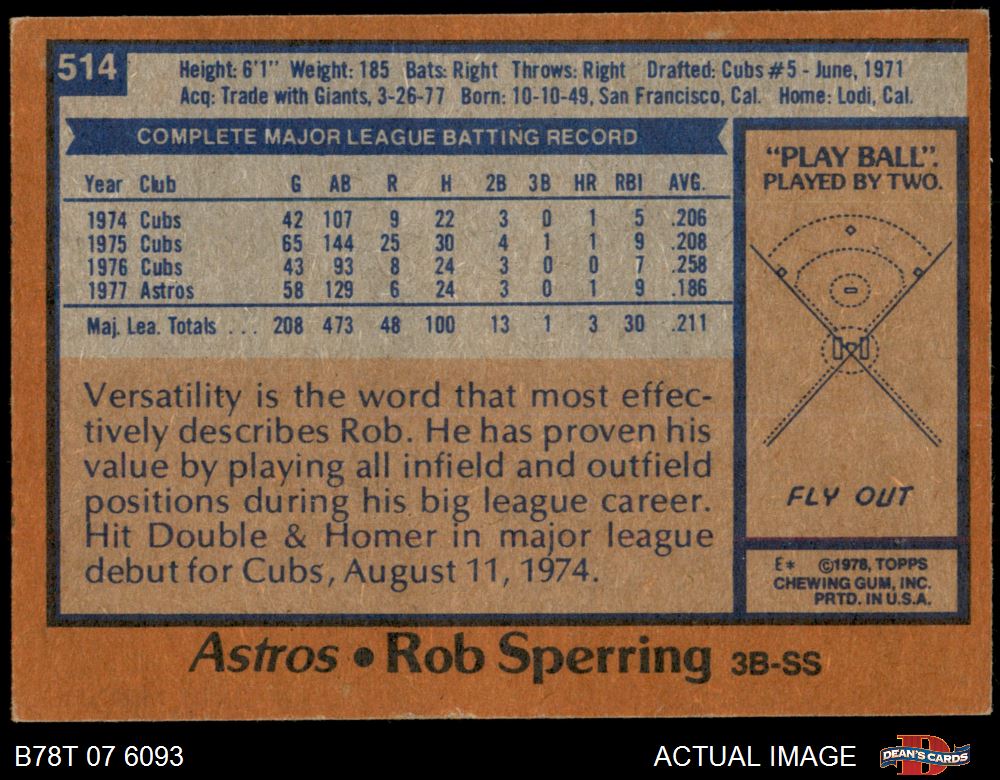 514
Height: 6'1" Weight: 185 Bats: Right Throws: Right Drafted: Cubs #5 - June, 1971
Acq: Trade with Giants, 3-26-77 Born: 10-10-49, San Francisco, Cal. Home: Lodi, Cal.
COMPLETE MAJOR LEAGUE BATTING RECORD
Year Club G AB R H 2B 3B HR RBI AVG.
1974 Cubs 42 107 9 22 3 0 1 5 .206
1975 Cubs 65 144 25 30 4 1 1 9 .208
1976 Cubs 43 93 8 24 3 0 0 7 .258
1977 Astros 58 129 6 24 3 0 1 9 .186
Maj. Lea. Totals . . . 208 473 48 100 13 1 3 30 .211
Versatility is the word that most effec-
tively describes Rob. He has proven his
value by playing all infield and outfield
positions during his big league career.
Hit Double & Homer in major league
debut for Cubs, August 11, 1974.
"PLAY BALL".
PLAYED BY TWO.
FLY OUT
E* ©1978, TOPPS
CHEWING GUM, INC.
PRTD. IN U.S.A.
Astros • Rob Sperring 3B-SS
B78T 07 6093
ACTUAL IMAGE
D
DEAN'S CARDS